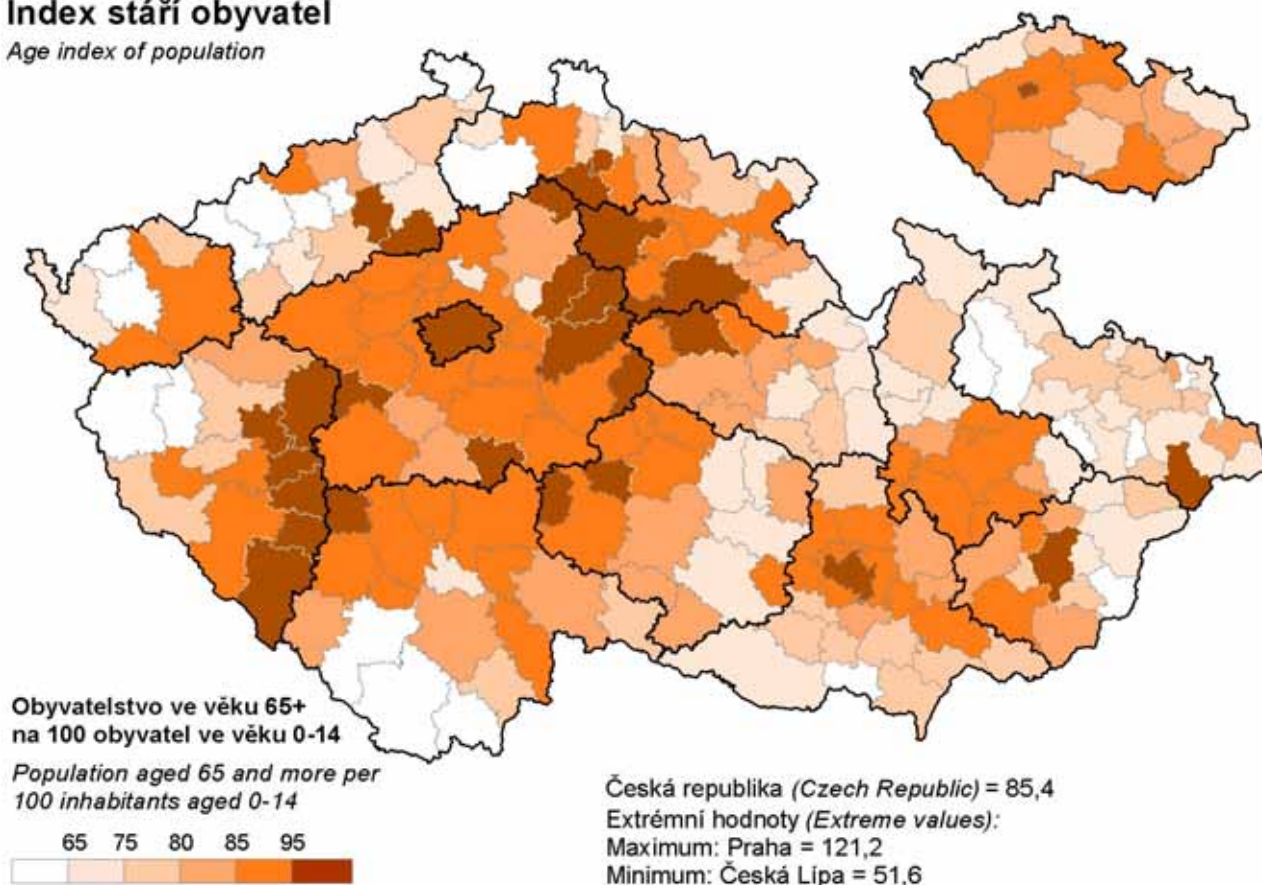 Index stáří obyvatel
Age index of population
Obyvatelstvo ve věku 65+
na 100 obyvatel ve věku 0-14
Population aged 65 and more per
100 inhabitants aged 0-14
65 75 80 85 95
Česká republika (Czech Republic) = 85,4
Extrémní hodnoty (Extreme values):
Maximum: Praha = 121,2
Minimum: Česká Lípa = 51,6